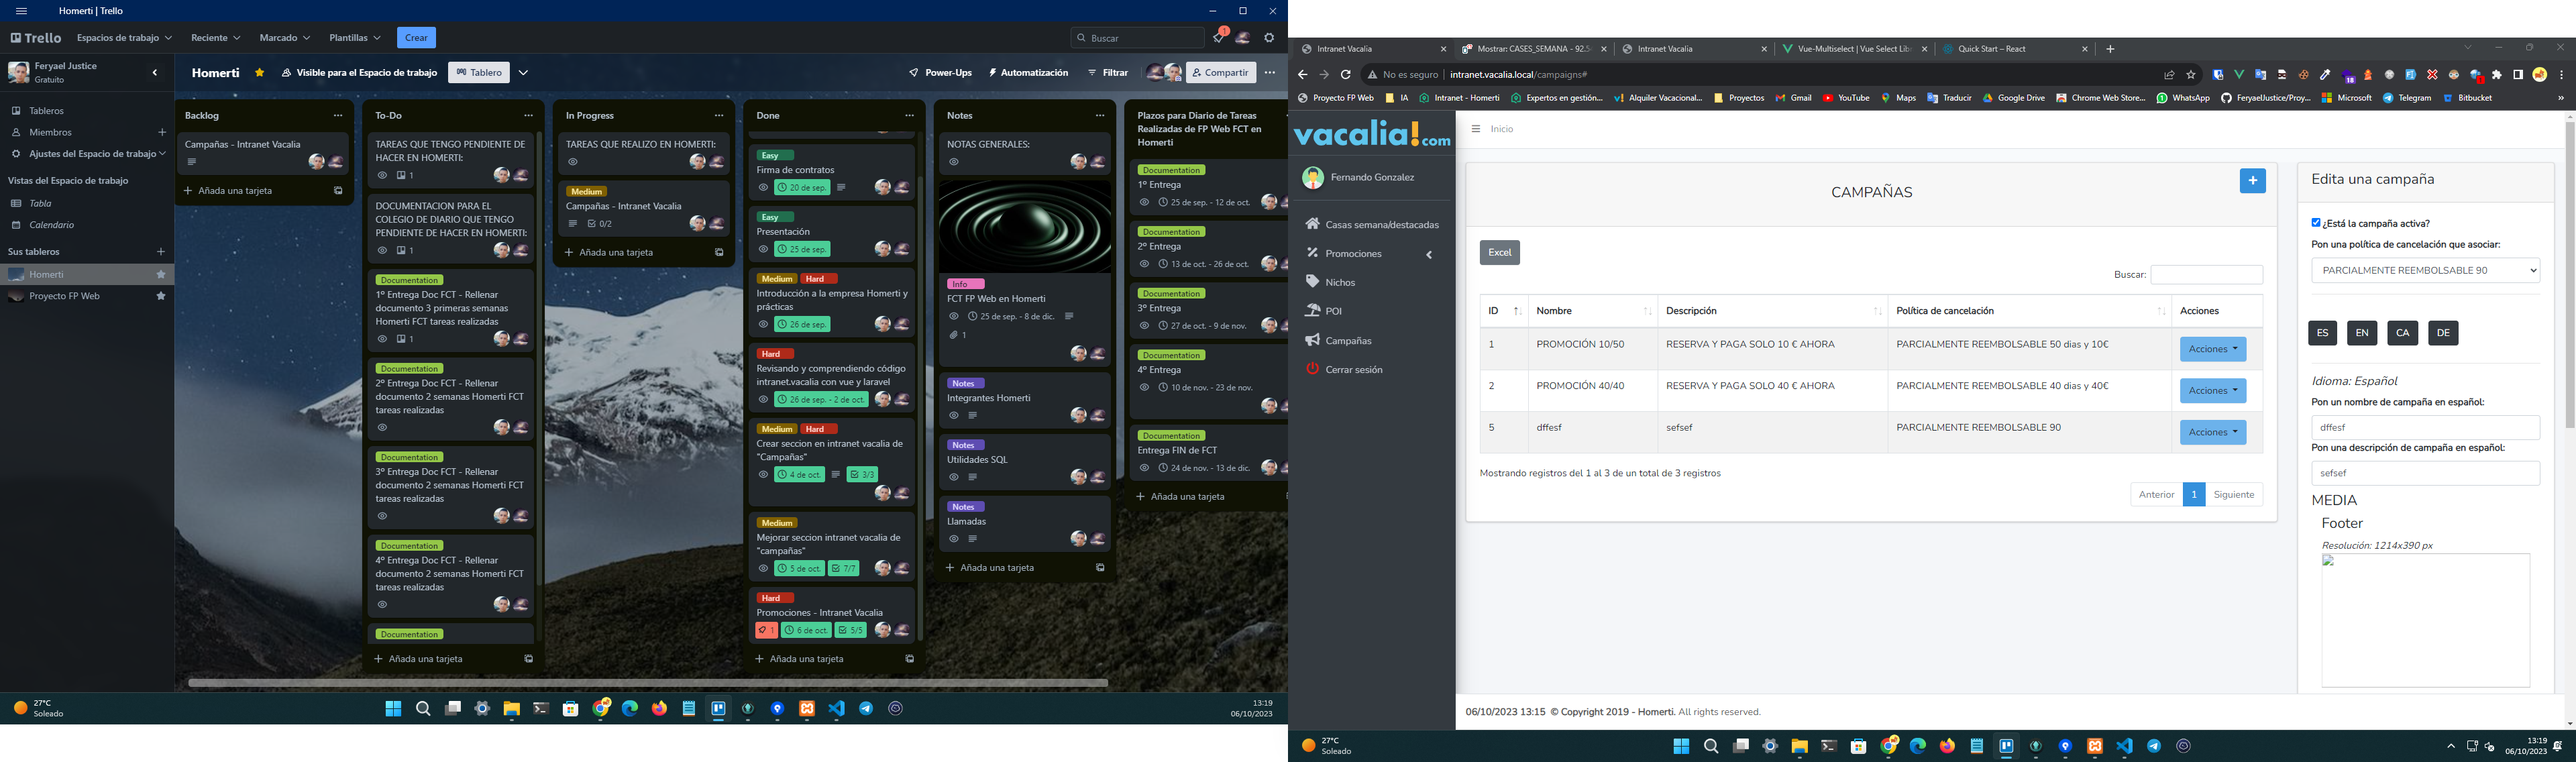 Homerti | Trello
Trello
Espacios de trabajo
Reciente
Marcado
Plantillas
Crear
Buscar
1
Feryael Justice
Gratuito
Homerti
Visible para el Espacio de trabajo
Tablero
Power-Ups
Automatización
Filtrar
Compartir
Tableros
Miembros
Ajustes del Espacio de trabajo
Vistas del Espacio de trabajo
Tabla
Calendario
Sus tableros
Homerti
Proyecto FP Web
Backlog
Campañas - Intranet Vacalia
Añada una tarjeta
To-Do
TAREAS QUE TENGO PENDIENTE DE
HACER EN HOMERTI:
1
DOCUMENTACION PARA EL
COLEGIO DE DIARIO QUE TENGO
PENDIENTE DE HACER EN HOMERTI:
1
Documentation
1º Entrega Doc FCT - Rellenar
documento 3 primeras semanas
Homerti FCT tareas realizadas
1
Documentation
2º Entrega Doc FCT - Rellenar
documento 2 semanas Homerti FCT
tareas realizadas
Documentation
3º Entrega Doc FCT - Rellenar
documento 2 semanas Homerti FCT
tareas realizadas
Documentation
4º Entrega Doc FCT - Rellenar
documento 2 semanas Homerti FCT
tareas realizadas
Documentation
Añada una tarjeta
In Progress
TAREAS QUE REALIZO EN HOMERTI:
Medium
Campañas - Intranet Vacalia
0/2
Añada una tarjeta
Done
Easy
Firma de contratos
20 de sep.
Easy
Presentación
25 de sep.
Medium Hard
Introducción a la empresa Homerti y
prácticas
26 de sep.
Hard
Revisando y comprendiendo código
intranet.vacalia con vue y laravel
26 de sep. - 2 de oct.
Medium Hard
Crear seccion en intranet vacalia de
"Campañas"
4 de oct. 3/3
Medium
Mejorar seccion intranet vacalia de
"campañas"
5 de oct. 7/7
Hard
Promociones - Intranet Vacalia
1 6 de oct. 5/5
Añada una tarjeta
Notes
NOTAS GENERALES:
Info
FCT FP Web en Homerti
25 de sep. - 8 de dic.
1
Notes
Integrantes Homerti
Notes
Utilidades SQL
Notes
Llamadas
Añada una tarjeta
Plazos para Diario de Tareas
Realizadas de FP Web FCT en
Homerti
Documentation
1º Entrega
25 de sep. - 12 de oct.
Documentation
2º Entrega
13 de oct. - 26 de oct.
Documentation
3º Entrega
27 de oct. - 9 de nov.
Documentation
4º Entrega
10 de nov. - 23 de nov.
Documentation
Entrega FIN de FCT
24 de nov. - 13 de dic.
Añada una tarjeta
27°C
Soleado
13:19
06/10/2023
Intranet Vacalia
Mostrar: CASES_SEMANA - 92.5
Intranet Vacalia
Vue-Multiselect | Vue Select Lib
Quick Start – React
No es seguro | intranet.vacalia.local/campaigns#
18
1
Proyecto FP Web
IA
Intranet - Homerti
Expertos en gestión...
Alquiler Vacacional...
Proyectos
Gmail
YouTube
Maps
Traducir
Google Drive
Chrome Web Store...
WhatsApp
FeryaelJustice/Proy...
Microsoft
Telegram
Bitbucket
»
vacalia!.com
Fernando Gonzalez
Casas semana/destacadas
Promociones
Nichos
POI
Campañas
Cerrar sesión
Inicio
CAMPAÑAS
+
Excel
Buscar:
ID Nombre Descripción Política de cancelación Acciones
1 PROMOCIÓN 10/50 RESERVA Y PAGA SOLO 10 € AHORA PARCIALMENTE REEMBOLSABLE 50 dias y 10€ Acciones
2 PROMOCIÓN 40/40 RESERVA Y PAGA SOLO 40 € AHORA PARCIALMENTE REEMBOLSABLE 40 dias y 40€ Acciones
5 dffesf sefsef PARCIALMENTE REEMBOLSABLE 90 Acciones
Mostrando registros del 1 al 3 de un total de 3 registros
Anterior 1 Siguiente
Edita una campaña
¿Está la campaña activa?
Pon una política de cancelación que asociar:
PARCIALMENTE REEMBOLSABLE 90
ES EN CA DE
Idioma: Español
Pon un nombre de campaña en español:
dffesf
Pon una descripción de campaña en español:
sefsef
MEDIA
Footer
Resolución: 1214x390 px
06/10/2023 13:15 © Copyright 2019 - Homerti. All rights reserved.
27°C
Soleado
13:19
06/10/2023